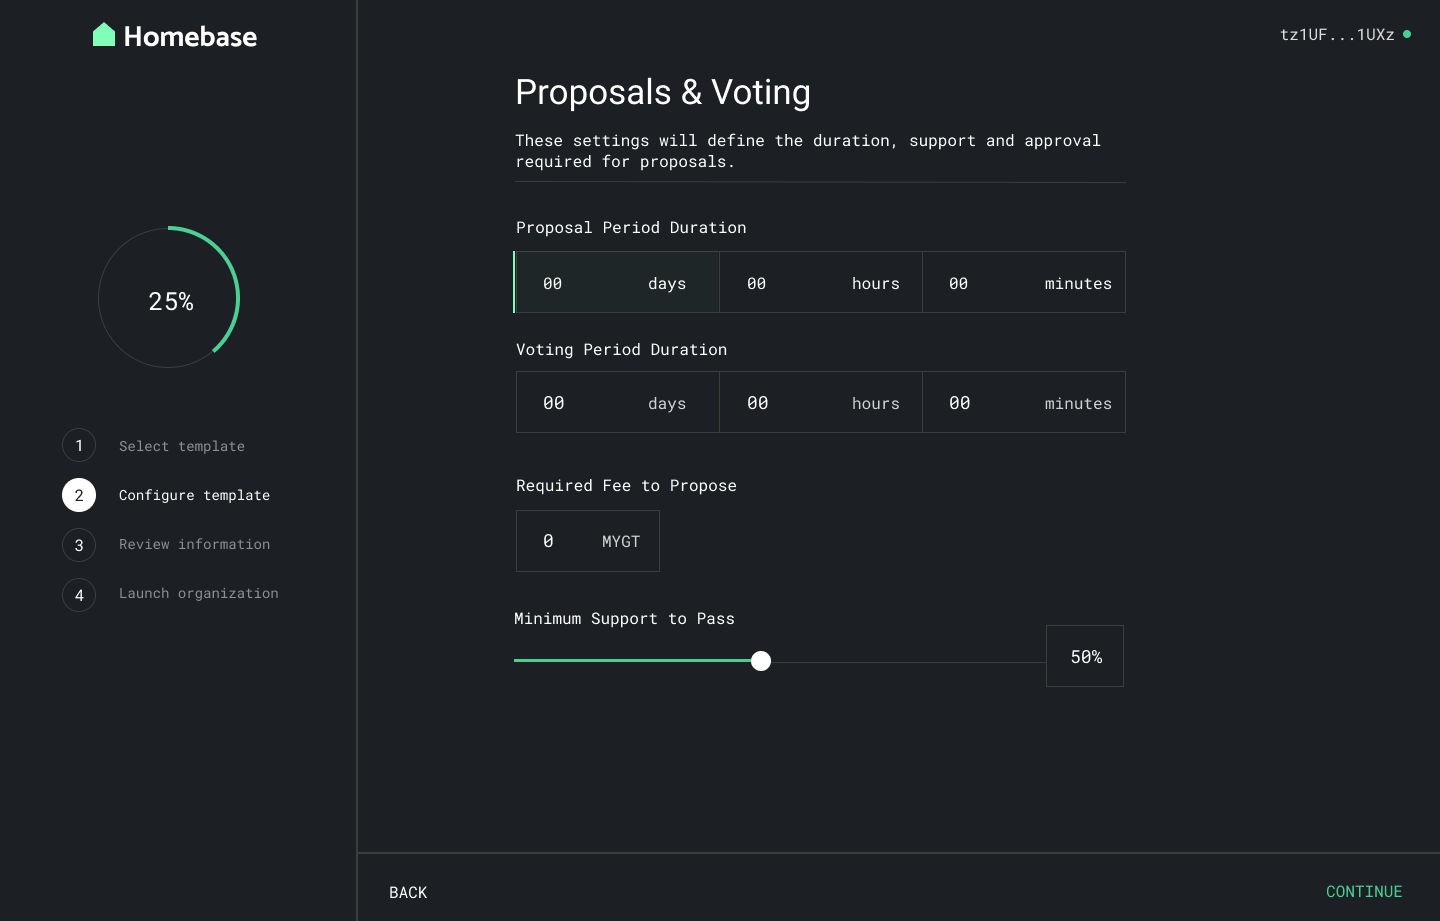 Homebase
tz1UF...1UXz
Proposals & Voting
These settings will define the duration, support and approval
required for proposals.
Proposal Period Duration
00 days 00 hours 00 minutes
25%
Voting Period Duration
00 days 00 hours 00 minutes
1 Select template
2 Configure template
3 Review information
4 Launch organization
Required Fee to Propose
0 MYGT
Minimum Support to Pass
50%
BACK
CONTINUE